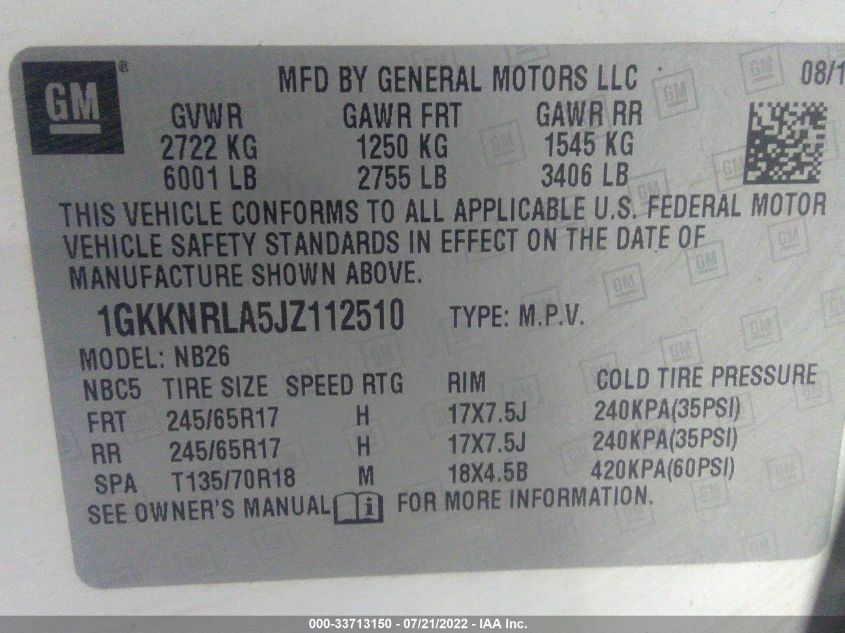 GM ®
MFD BY GENERAL MOTORS LLC 08/1
GVWR GAWR FRT GAWR RR
2722 KG 1250 KG 1545 KG
6001 LB 2755 LB 3406 LB
THIS VEHICLE CONFORMS TO ALL APPLICABLE U.S. FEDERAL MOTOR
VEHICLE SAFETY STANDARDS IN EFFECT ON THE DATE OF
MANUFACTURE SHOWN ABOVE.
1GKKNRLA5JZ112510 TYPE: M.P.V.
MODEL: NB26
NBC5 TIRE SIZE SPEED RTG RIM COLD TIRE PRESSURE
FRT 245/65R17 H 17X7.5J 240KPA(35PSI)
RR 245/65R17 H 17X7.5J 240KPA(35PSI)
SPA T135/70R18 M 18X4.5B 420KPA(60PSI)
SEE OWNER'S MANUAL i FOR MORE INFORMATION.
000-33713150 - 07/21/2022 - IAA Inc.